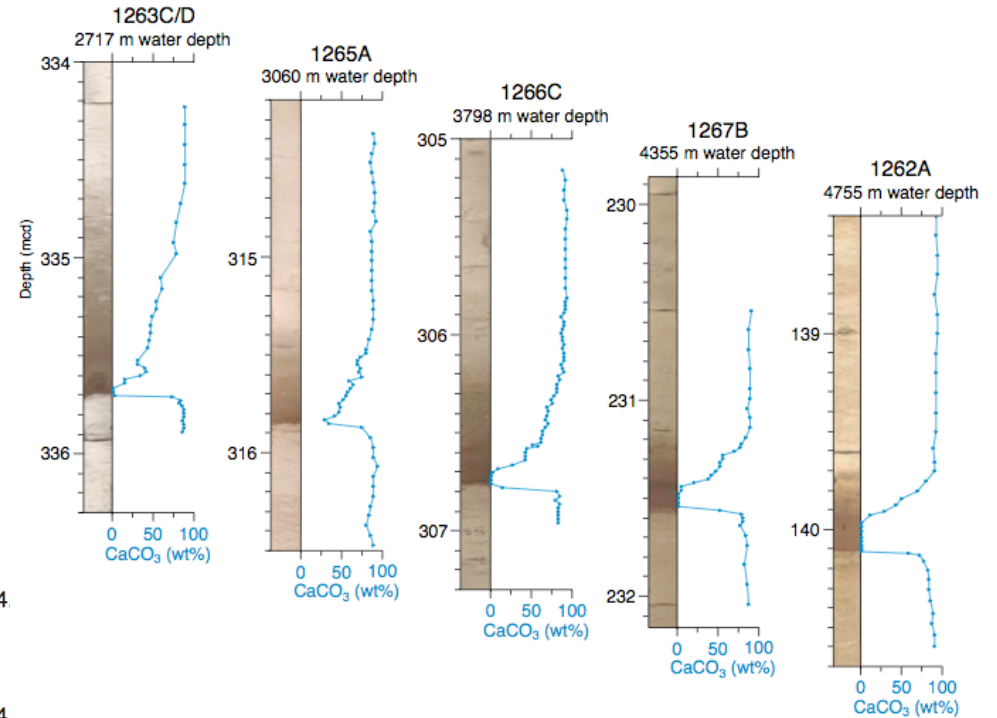 1263C/D
2717 m water depth
334
335
336
Depth (mcd)
0 50 100
CaCO3 (wt%)
1265A
3060 m water depth
315
316
0 50 100
CaCO3 (wt%)
1266C
3798 m water depth
305
306
307
0 50 100
CaCO3 (wt%)
1267B
4355 m water depth
230
231
232
0 50 100
CaCO3 (wt%)
1262A
4755 m water depth
139
140
0 50 100
CaCO3 (wt%)
4.
4